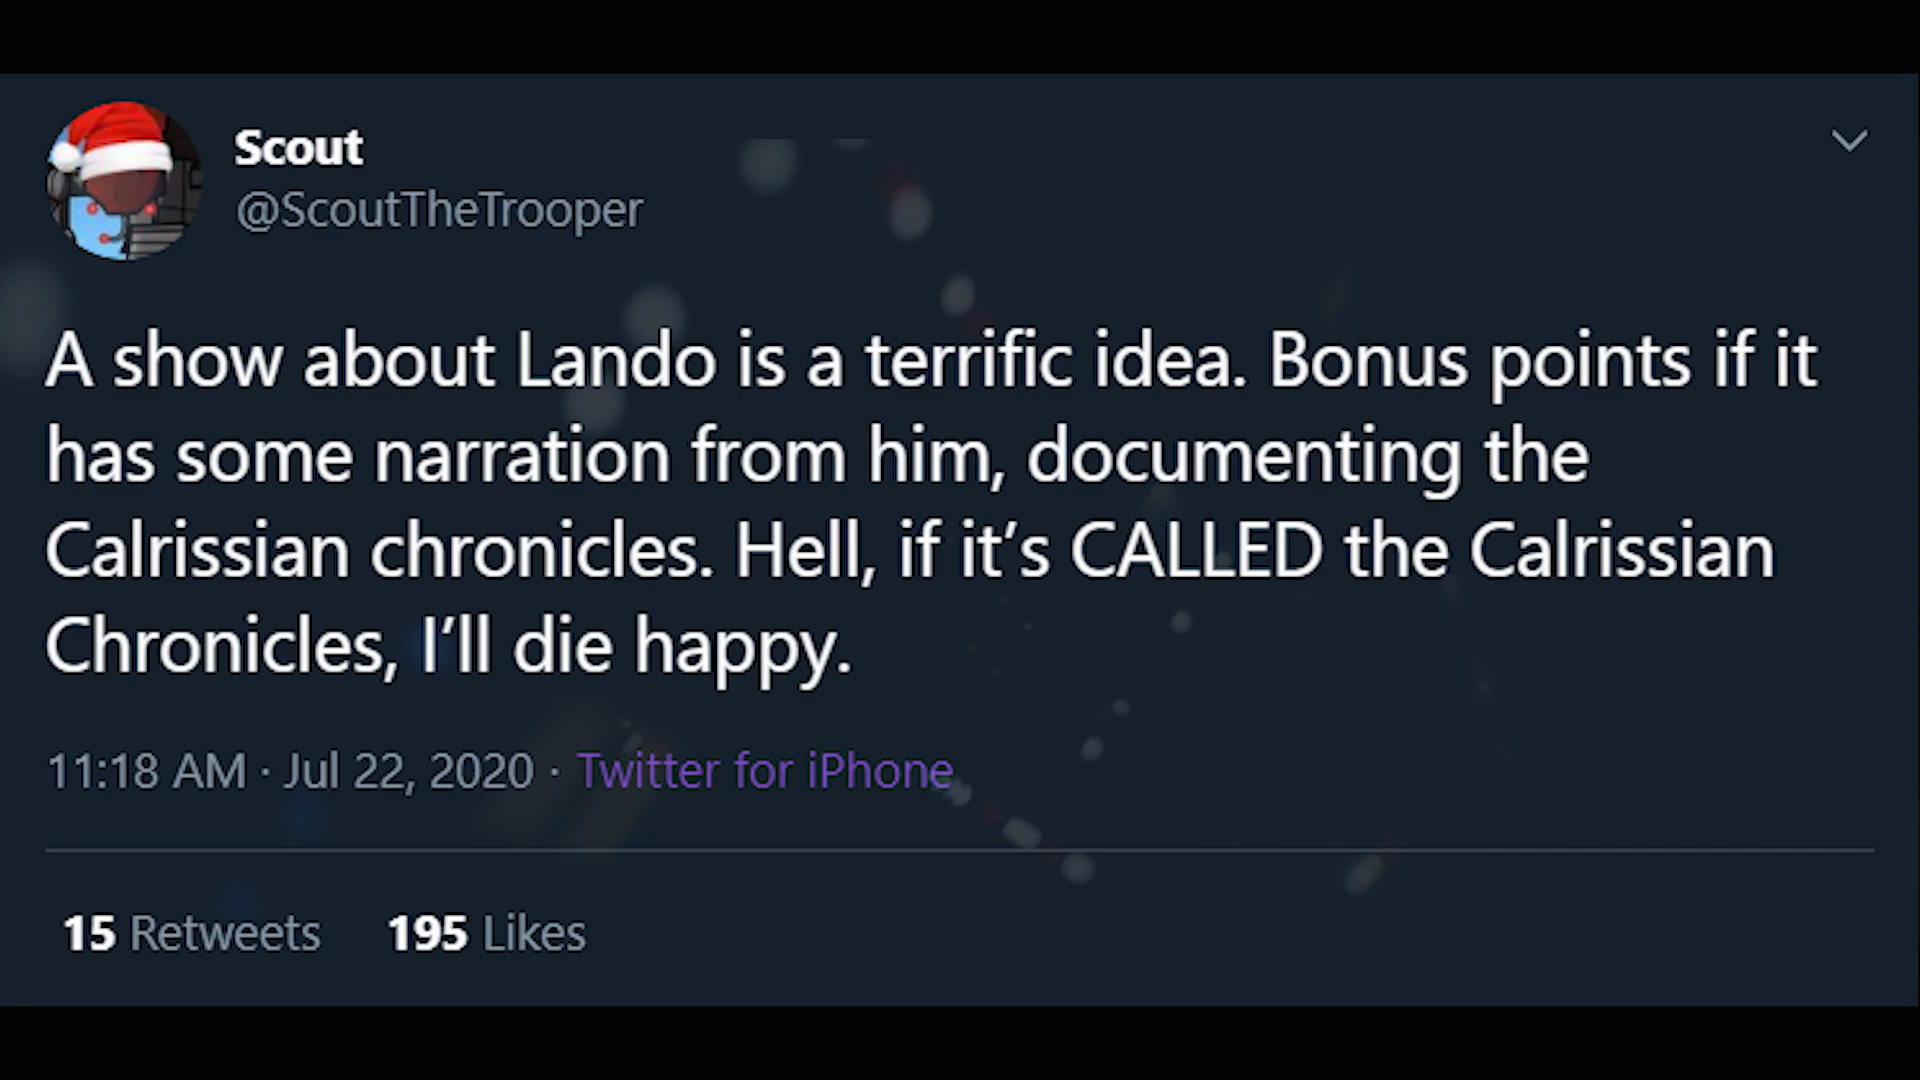 Scout
@ScoutTheTrooper
A show about Lando is a terrific idea. Bonus points if it
has some narration from him, documenting the
Calrissian chronicles. Hell, if it’s CALLED the Calrissian
Chronicles, I’ll die happy.
11:18 AM · Jul 22, 2020 · Twitter for iPhone
15 Retweets 195 Likes